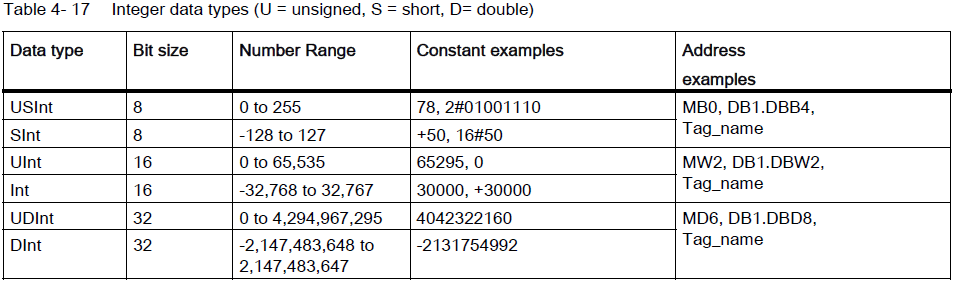 Table 4- 17 Integer data types (U = unsigned, S = short, D= double)
Data type Bit size Number Range Constant examples Address
examples
USInt 8 0 to 255 78, 2#01001110 MB0, DB1.DBB4,
Tag_name
SInt 8 -128 to 127 +50, 16#50
UInt 16 0 to 65,535 65295, 0 MW2, DB1.DBW2,
Tag_name
Int 16 -32,768 to 32,767 30000, +30000
UDInt 32 0 to 4,294,967,295 4042322160 MD6, DB1.DBD8,
Tag_name
DInt 32 -2,147,483,648 to -2131754992
2,147,483,647